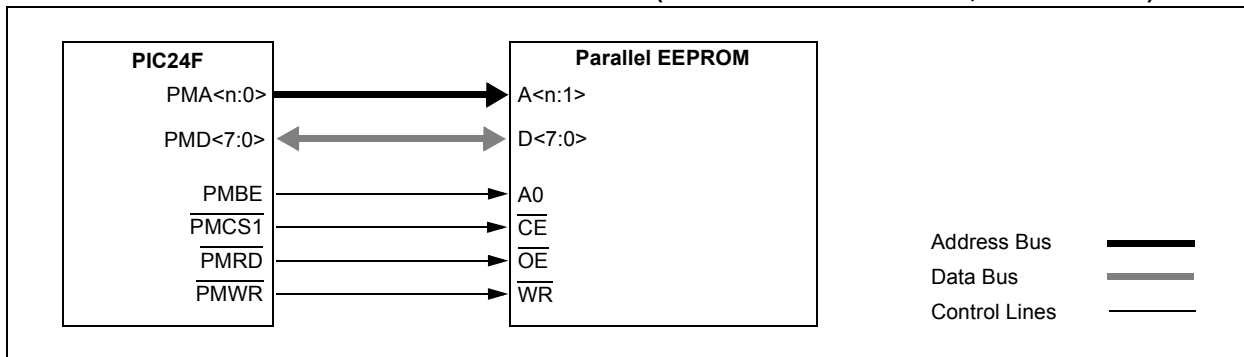 PIC24F
Parallel EEPROM
PMA<n:0>
A<n:1>
PMD<7:0>
D<7:0>
PMBE
A0
PMCS1
CE
PMRD
OE
PMWR
WR
Address Bus
Data Bus
Control Lines